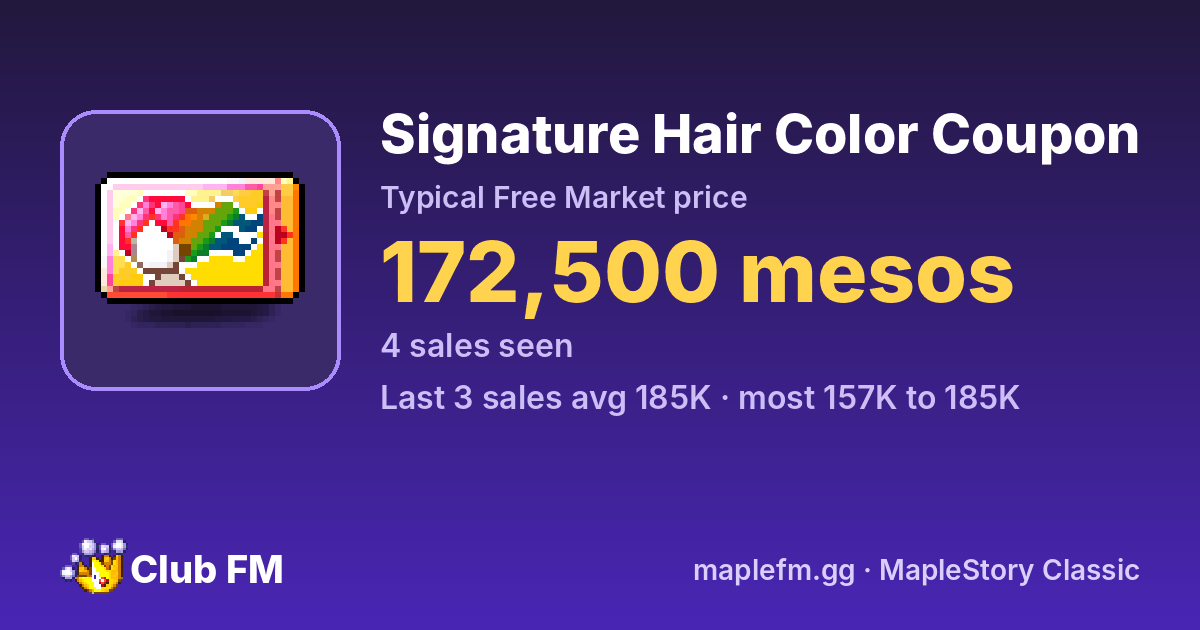 Signature Hair Color Coupon
Typical Free Market price
172,500 mesos
4 sales seen
Last 3 sales avg 185K · most 157K to 185K
Club FM
maplefm.gg · MapleStory Classic